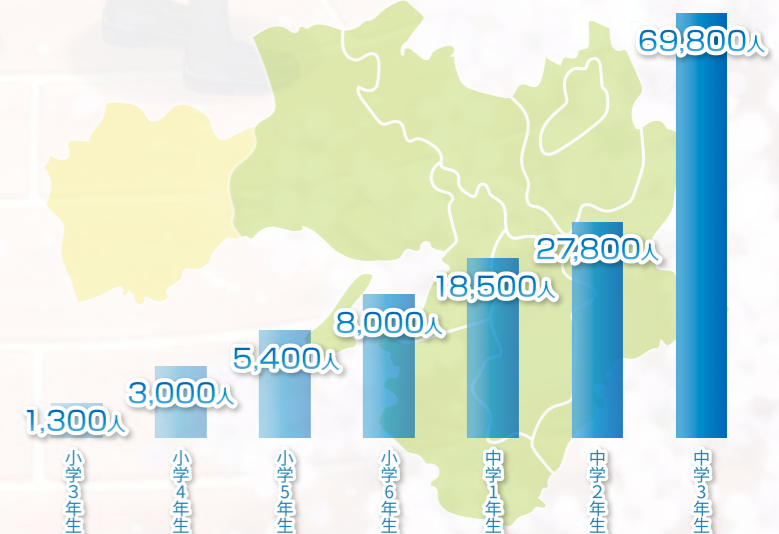 69,800人
27,800人
18,500人
8,000人
5,400人
3,000人
1,300人
小学3年生
小学4年生
小学5年生
小学6年生
中学1年生
中学2年生
中学3年生